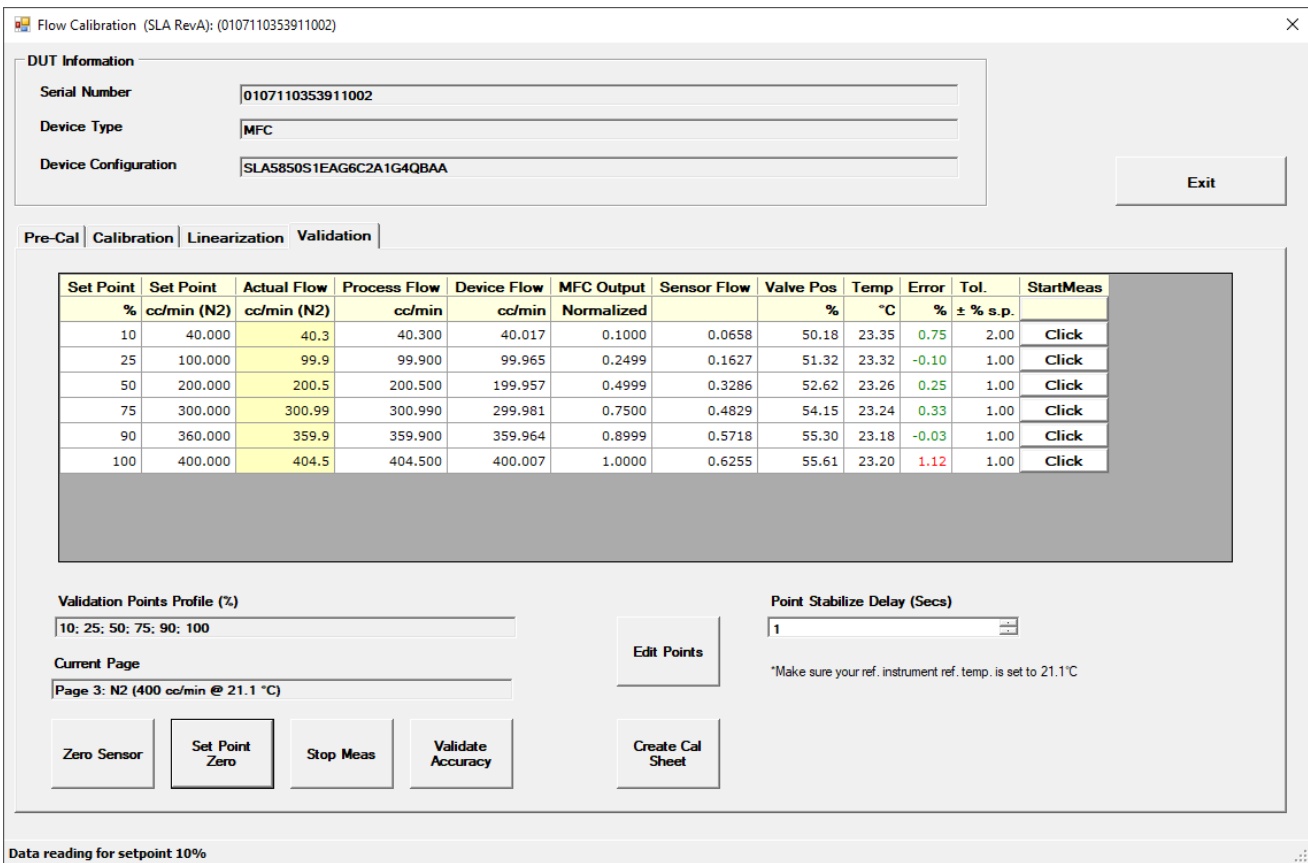 Flow Calibration (SLA RevA): (0107110353911002)
DUT Information
Serial Number 0107110353911002
Device Type MFC
Device Configuration SLA5850S1EAG6C2A1G4QBAA
Exit
Pre-Cal Calibration Linearization Validation
Set Point Set Point Actual Flow Process Flow Device Flow MFC Output Sensor Flow Valve Pos Temp Error Tol. StartMeas
% cc/min (N2) cc/min (N2) cc/min cc/min Normalized % °C % ± % s.p.
10 40.000 40.3 40.300 40.017 0.1000 0.0658 50.18 23.35 0.75 2.00 Click
25 100.000 99.9 99.900 99.965 0.2499 0.1627 51.32 23.32 -0.10 1.00 Click
50 200.000 200.5 200.500 199.957 0.4999 0.3286 52.62 23.26 0.25 1.00 Click
75 300.000 300.99 300.990 299.981 0.7500 0.4829 54.15 23.24 0.33 1.00 Click
90 360.000 359.9 359.900 359.964 0.8999 0.5718 55.30 23.18 -0.03 1.00 Click
100 400.000 404.5 404.500 400.007 1.0000 0.6255 55.61 23.20 1.12 1.00 Click
Validation Points Profile (%)
10; 25; 50; 75; 90; 100
Current Page
Page 3: N2 (400 cc/min @ 21.1 °C)
Edit Points
Point Stabilize Delay (Secs)
1
*Make sure your ref. instrument ref. temp. is set to 21.1°C
Zero Sensor
Set Point
Zero
Stop Meas
Validate
Accuracy
Create Cal
Sheet
Data reading for setpoint 10%